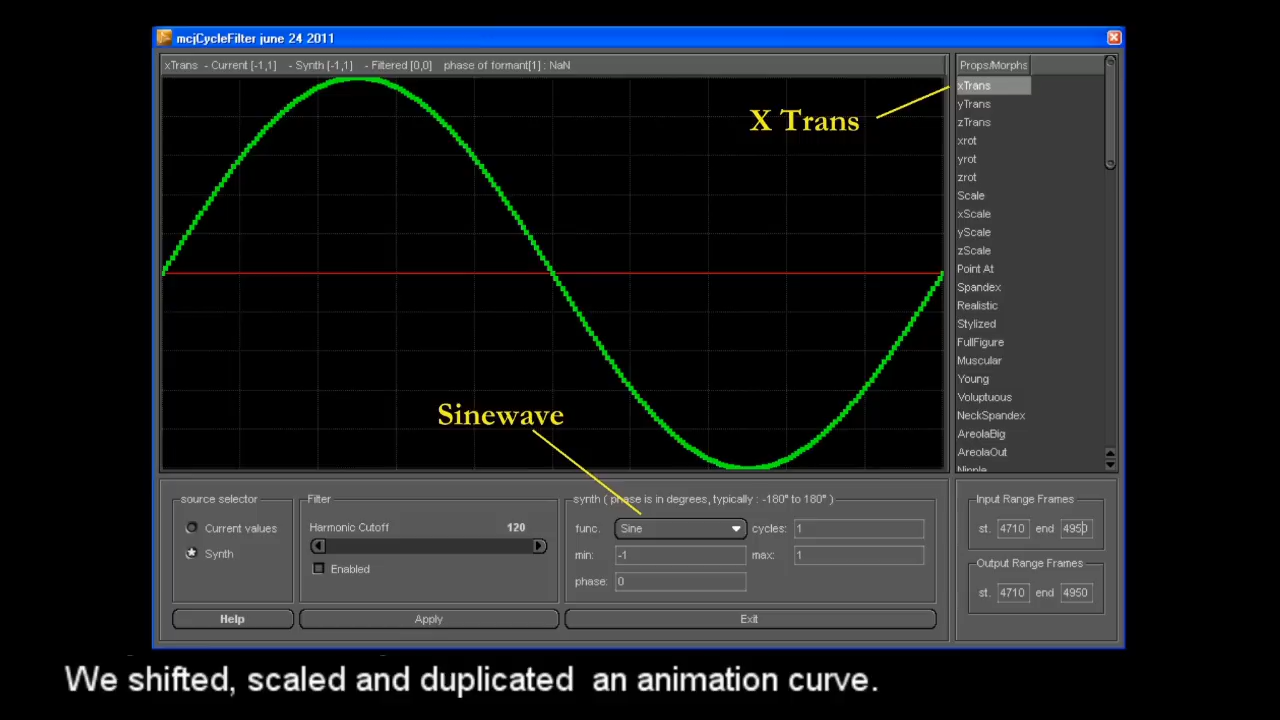 mcjCycleFilter june 24 2011
xTrans - Current [-1,1] - Synth [-1,1] - Filtered [0,0] phase of formant[1] : NaN
Props/Morphs
xTrans
yTrans
zTrans
xrot
yrot
zrot
Scale
xScale
yScale
zScale
Point At
Spandex
Realistic
Stylized
FullFigure
Muscular
Young
Voluptuous
NeckSpandex
AreolaBig
AreolaOut
Nipple
X Trans
Sinewave
source selector
Current values
Synth
Filter
Harmonic Cutoff 120
Enabled
synth ( phase is in degrees, typically : -180° to 180° )
func. Sine cycles: 1
min: -1 max: 1
phase: 0
Input Range Frames
st. 4710 end 4950
Output Range Frames
st. 4710 end 4950
Help Apply Exit
We shifted, scaled and duplicated an animation curve.